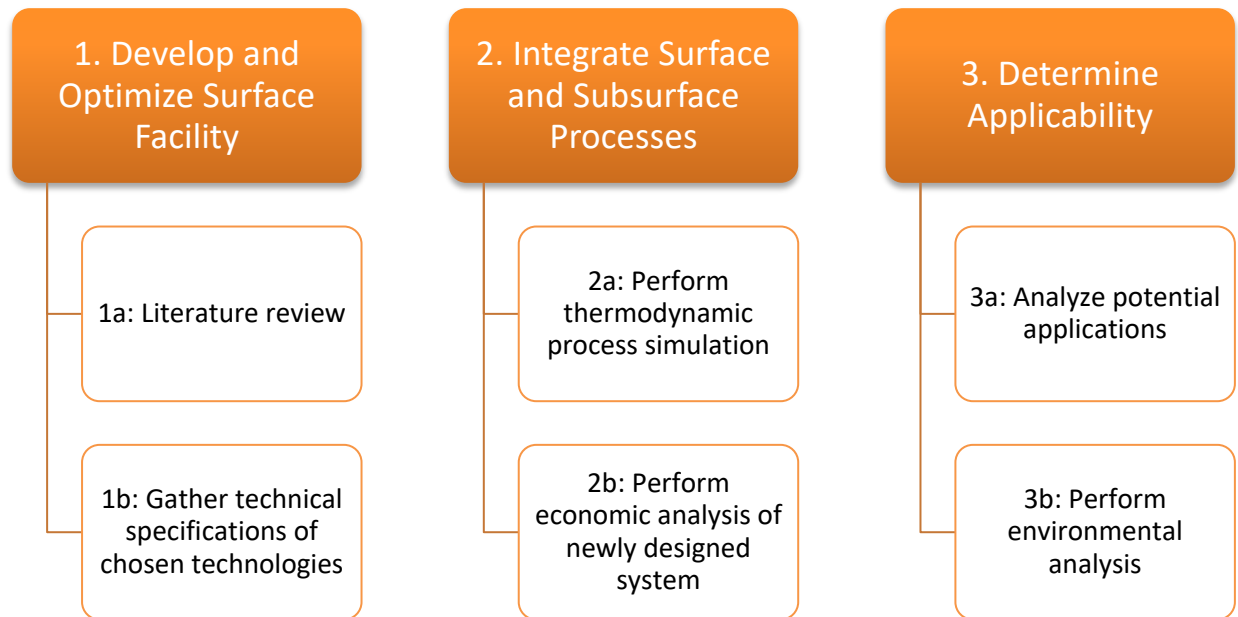 1. Develop and
Optimize Surface
Facility
1a: Literature review
1b: Gather technical
specifications of
chosen technologies
2. Integrate Surface
and Subsurface
Processes
2a: Perform
thermodynamic
process simulation
2b: Perform
economic analysis of
newly designed
system
3. Determine
Applicability
3a: Analyze potential
applications
3b: Perform
environmental
analysis